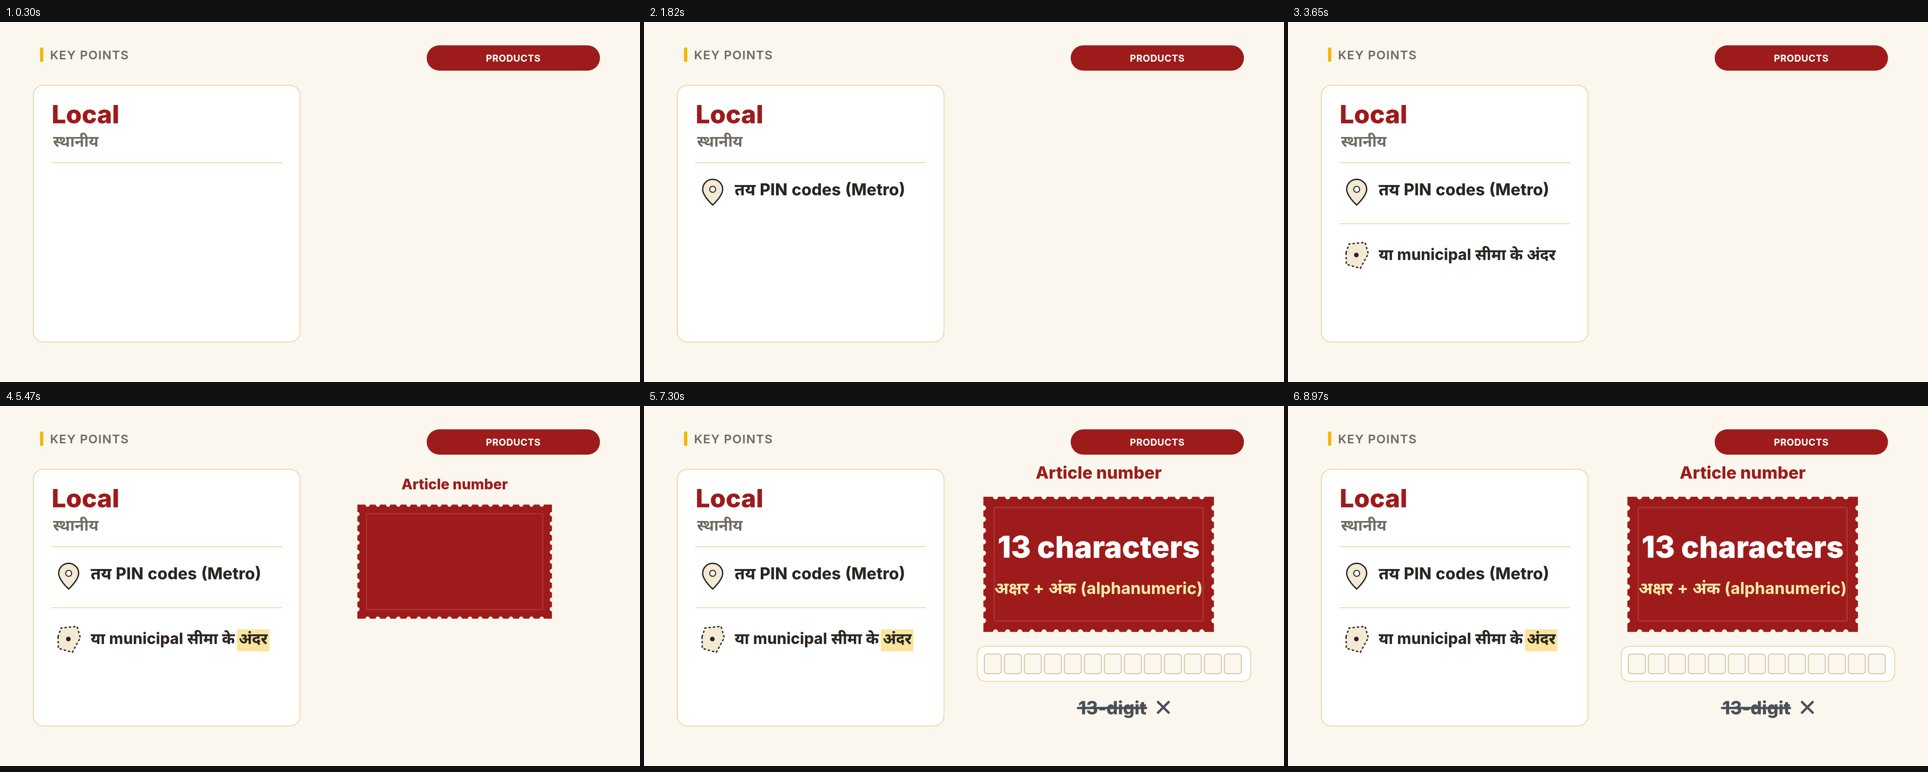 1. 0.30s
KEY POINTS
PRODUCTS
Local
स्थानीय
2. 1.82s
KEY POINTS
PRODUCTS
Local
स्थानीय
तय PIN codes (Metro)
3. 3.65s
KEY POINTS
PRODUCTS
Local
स्थानीय
तय PIN codes (Metro)
या municipal सीमा के अंदर
4. 5.47s
KEY POINTS
PRODUCTS
Local
स्थानीय
तय PIN codes (Metro)
या municipal सीमा के अंदर
Article number
5. 7.30s
KEY POINTS
PRODUCTS
Local
स्थानीय
तय PIN codes (Metro)
या municipal सीमा के अंदर
Article number
13 characters
अक्षर + अंक (alphanumeric)
13-digit ✕
6. 8.97s
KEY POINTS
PRODUCTS
Local
स्थानीय
तय PIN codes (Metro)
या municipal सीमा के अंदर
Article number
13 characters
अक्षर + अंक (alphanumeric)
13-digit ✕